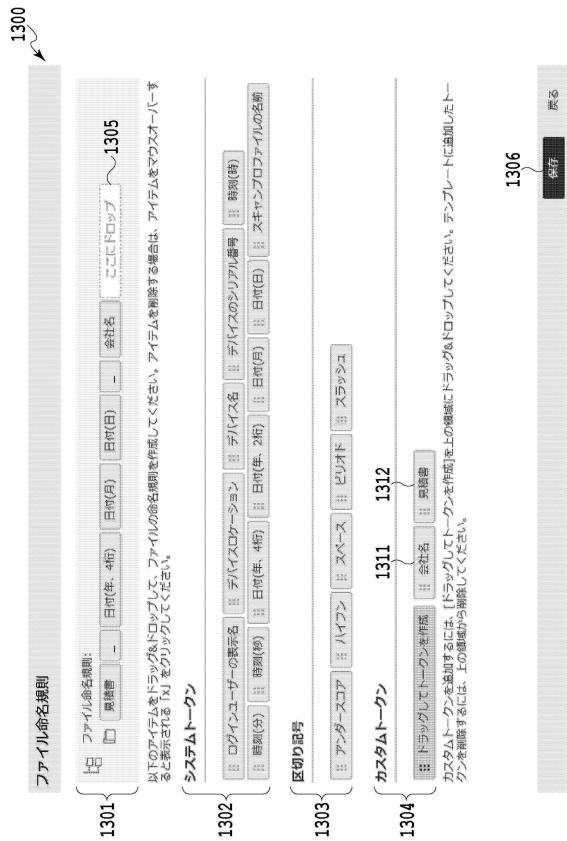 1300
ファイル命名規則
1301
ファイル命名規則:
見積書 _ 日付(年、4桁) 日付(月) 日付(日) _ 会社名 ここにドロップ
1305
以下のアイテムをドラッグ&ドロップして、ファイルの命名規則を作成してください。アイテムを削除する場合は、アイテムをマウスオーバーす
ると表示される「x」をクリックしてください。
システムトークン
1302
ログインユーザーの表示名 デバイスロケーション デバイス名 デバイスのシリアル番号 時刻(時)
時刻(分) 時刻(秒) 日付(年、4桁) 日付(年、2桁) 日付(月) 日付(日) スキャンプロファイルの名前
区切り記号
1303
アンダースコア ハイフン スペース ピリオド スラッシュ
カスタムトークン
1304
1311
1312
ドラッグしてトークンを作成 会社名 見積書
カスタムトークンを追加するには、[ドラッグしてトークンを作成]を上の領域にドラッグ&ドロップしてください。テンプレートに追加したトー
クンを削除するには、上の領域から削除してください。
1306
保存 戻る